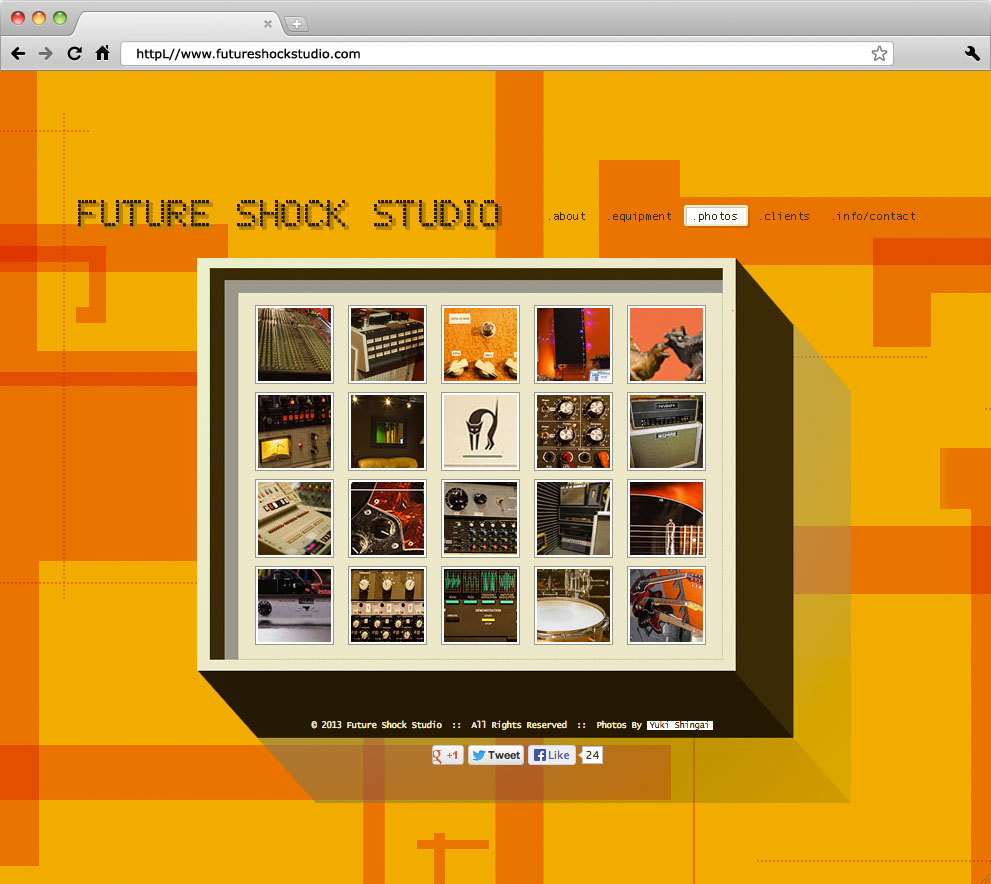 httpL//www.futureshockstudio.com
FUTURE SHOCK STUDIO
.about .equipment .photos .clients .info/contact
© 2013 Future Shock Studio :: All Rights Reserved :: Photos By Yuki Shingai
g +1 Tweet Like 24